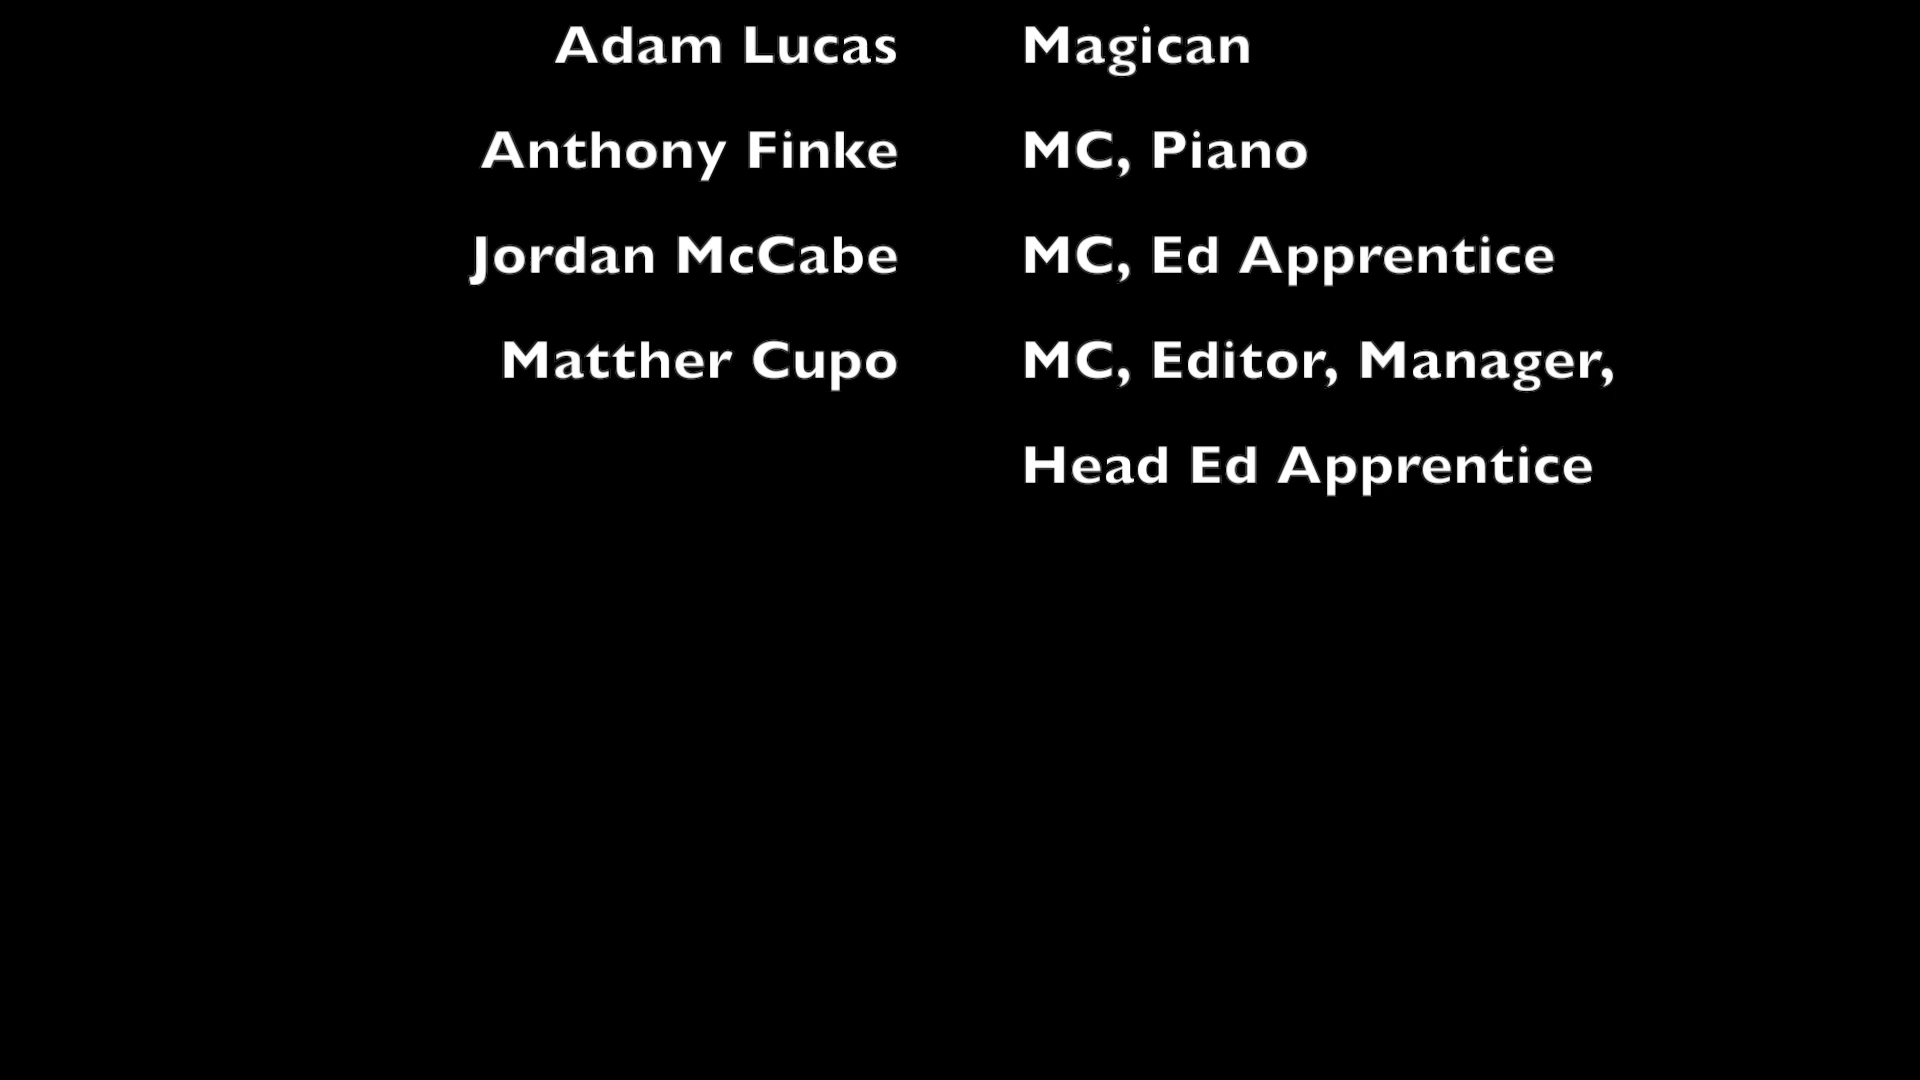 Adam Lucas Magican
Anthony Finke MC, Piano
Jordan McCabe MC, Ed Apprentice
Matther Cupo MC, Editor, Manager,
Head Ed Apprentice